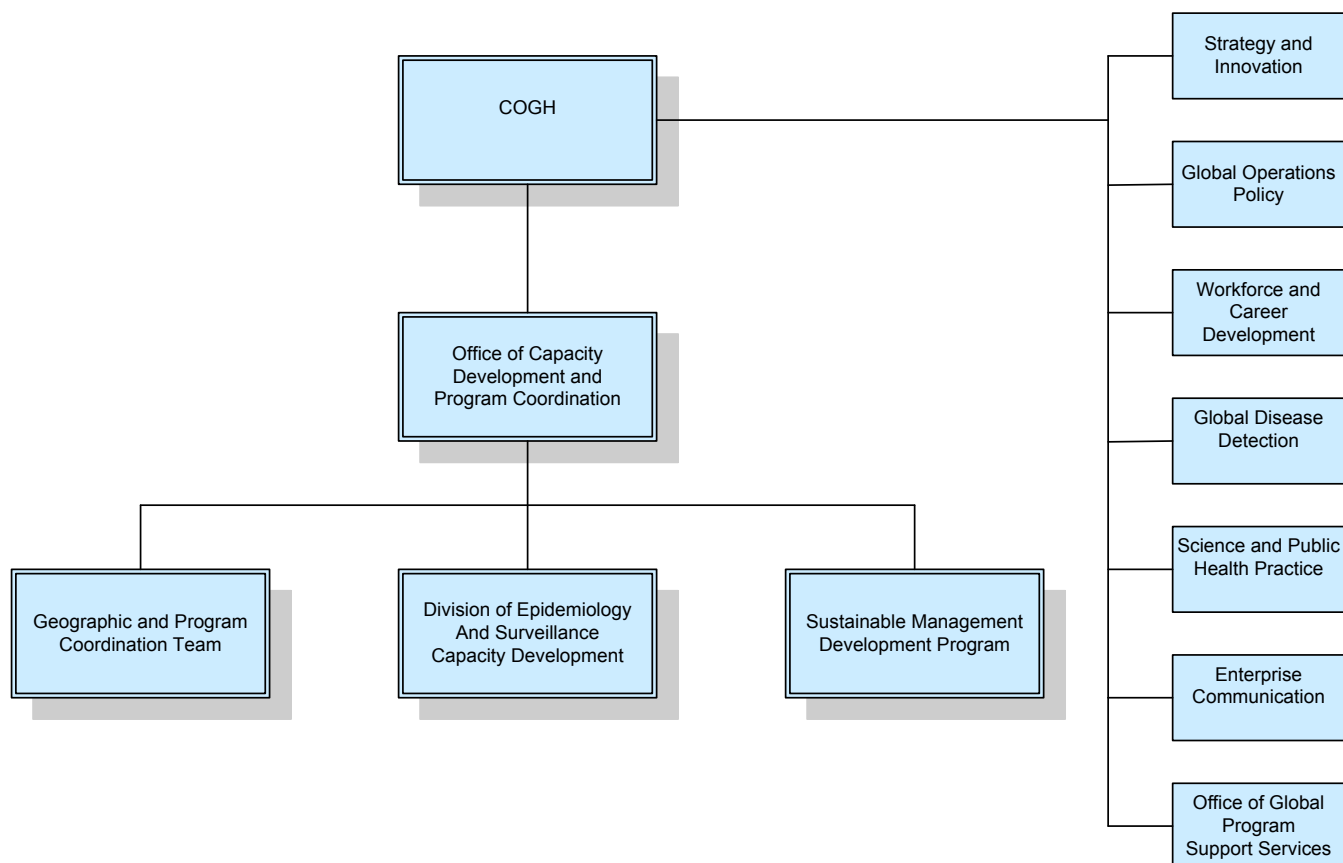 COGH
Office of Capacity
Development and
Program Coordination
Geographic and Program
Coordination Team
Division of Epidemiology
And Surveillance
Capacity Development
Sustainable Management
Development Program
Strategy and
Innovation
Global Operations
Policy
Workforce and
Career
Development
Global Disease
Detection
Science and Public
Health Practice
Enterprise
Communication
Office of Global
Program
Support Services